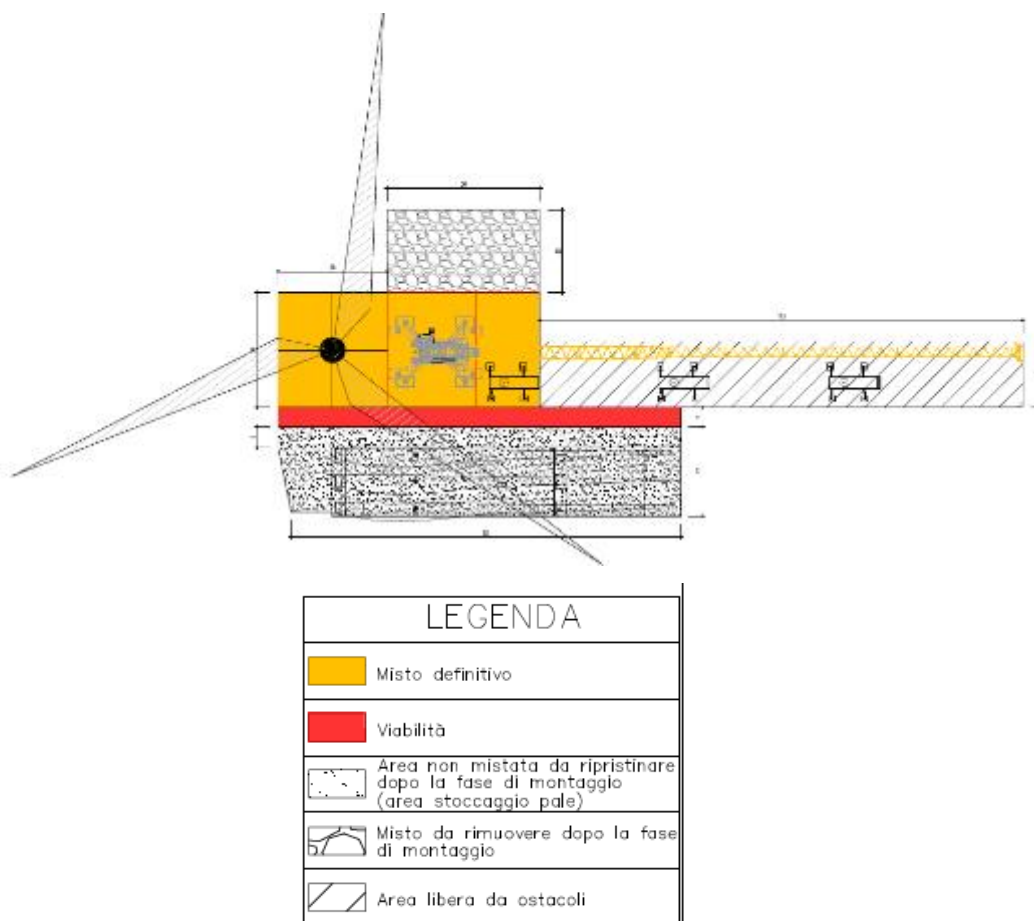 LEGENDA
Misto definitivo
Viabilità
Area non mistata da ripristinare
dopo la fase di montaggio
(area stoccaggio pale)
Misto da rimuovere dopo la fase
di montaggio
Area libera da ostacoli